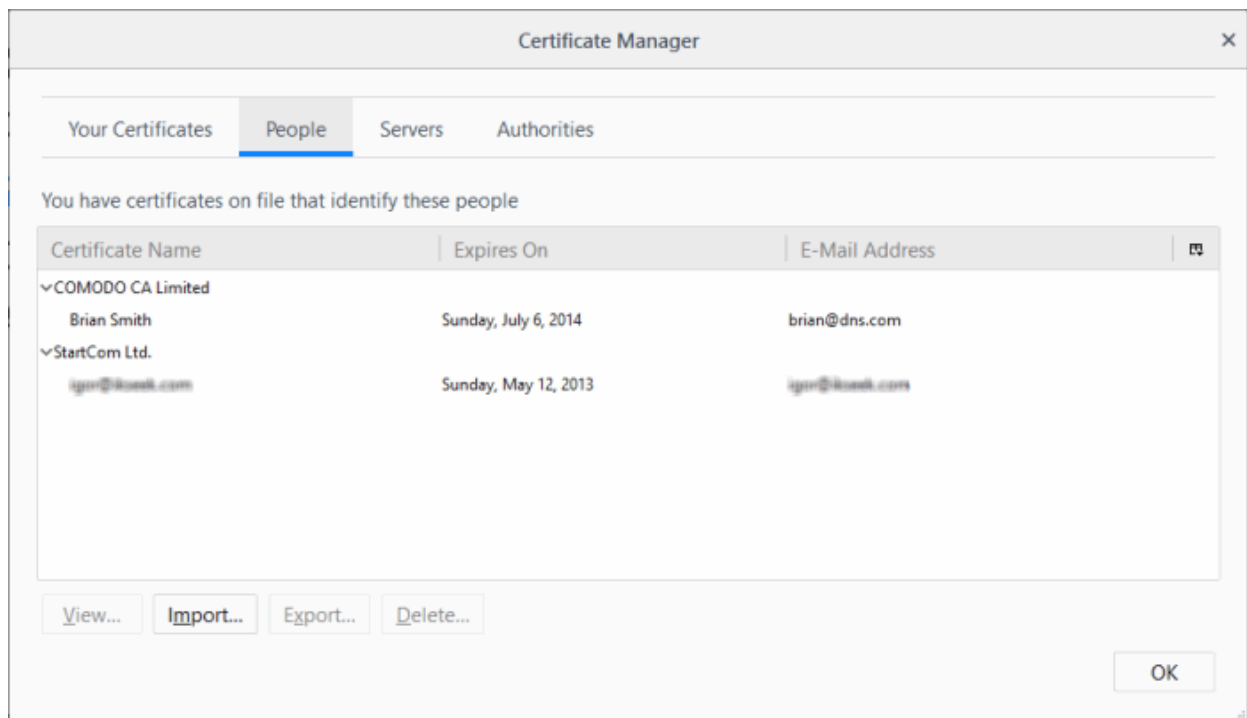 Certificate Manager
Your Certificates People Servers Authorities
You have certificates on file that identify these people
Certificate Name Expires On E-Mail Address
COMODO CA Limited
Brian Smith Sunday, July 6, 2014 brian@dns.com
StartCom Ltd.
Sunday, May 12, 2013
View... Import... Export... Delete...
OK